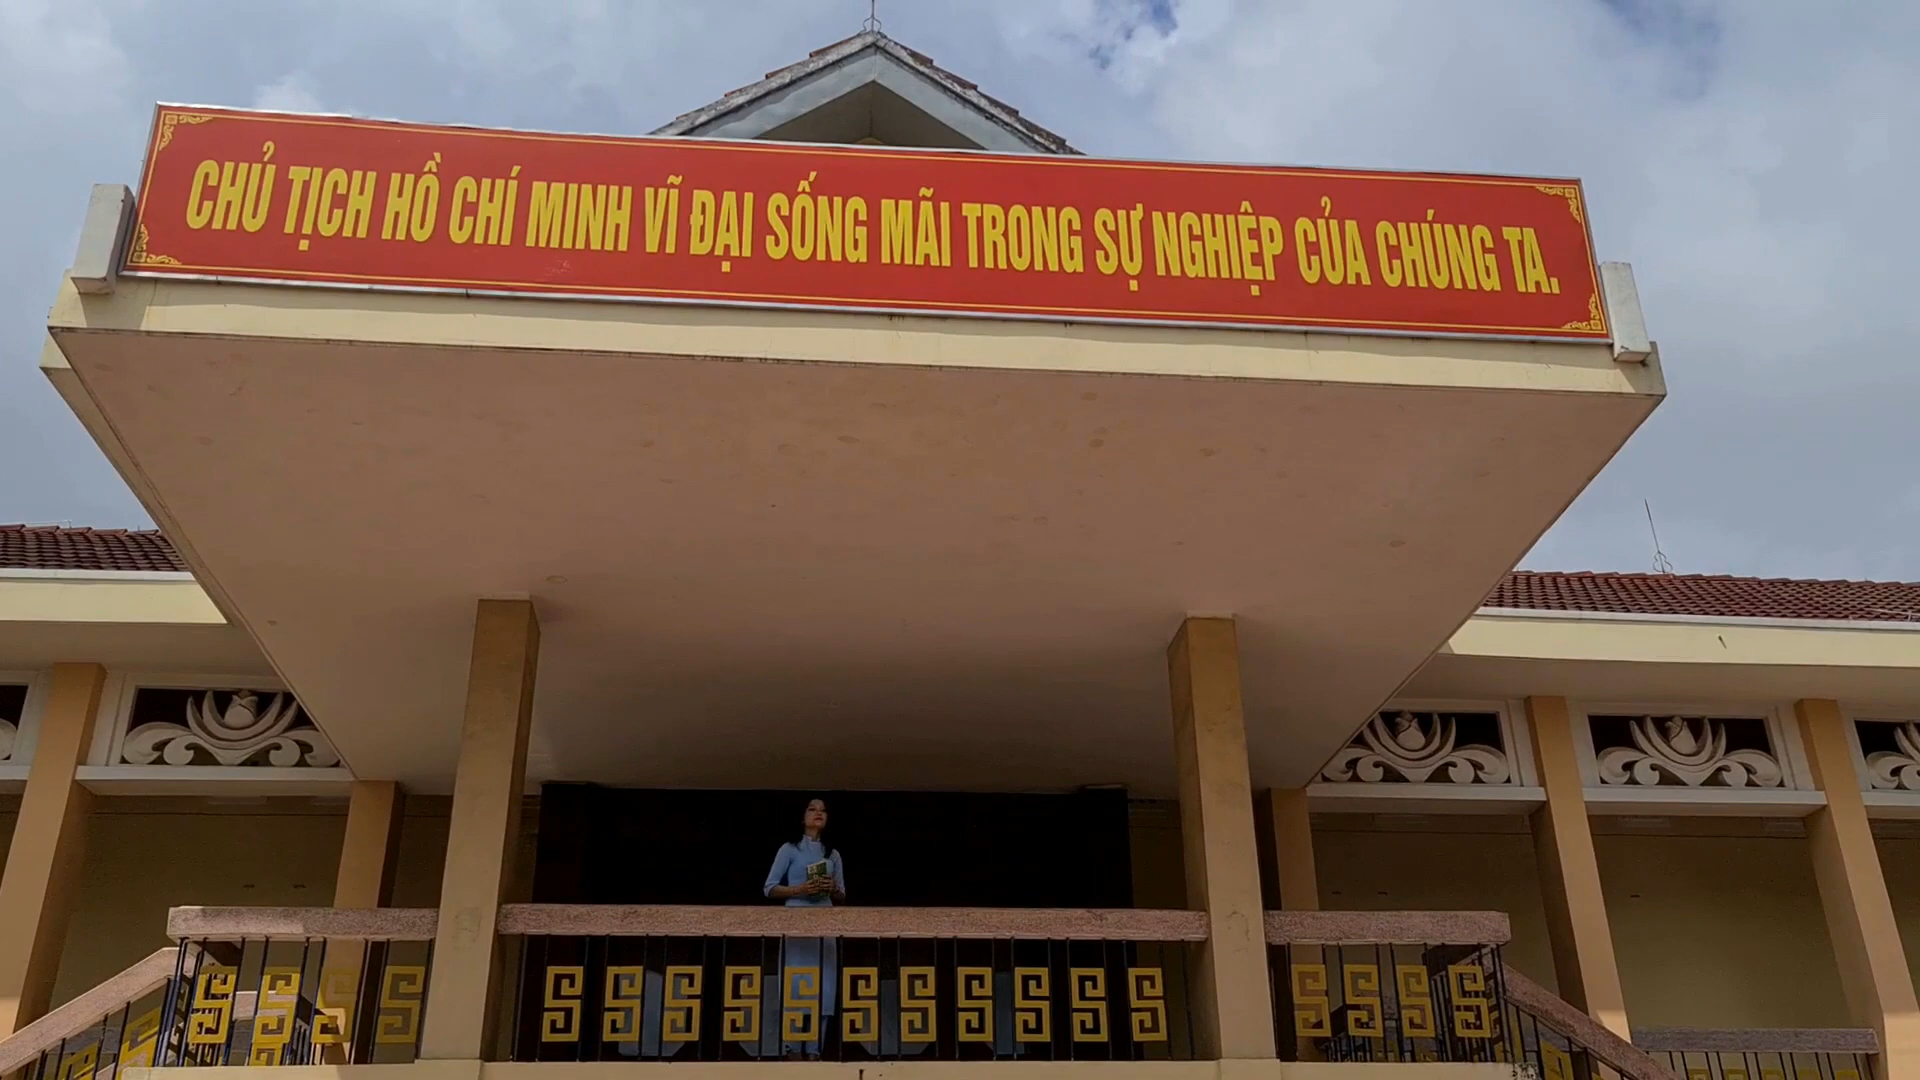 CHỦ TỊCH HỒ CHÍ MINH VĨ ĐẠI SỐNG MÃI TRONG SỰ NGHIỆP CỦA CHÚNG TA.